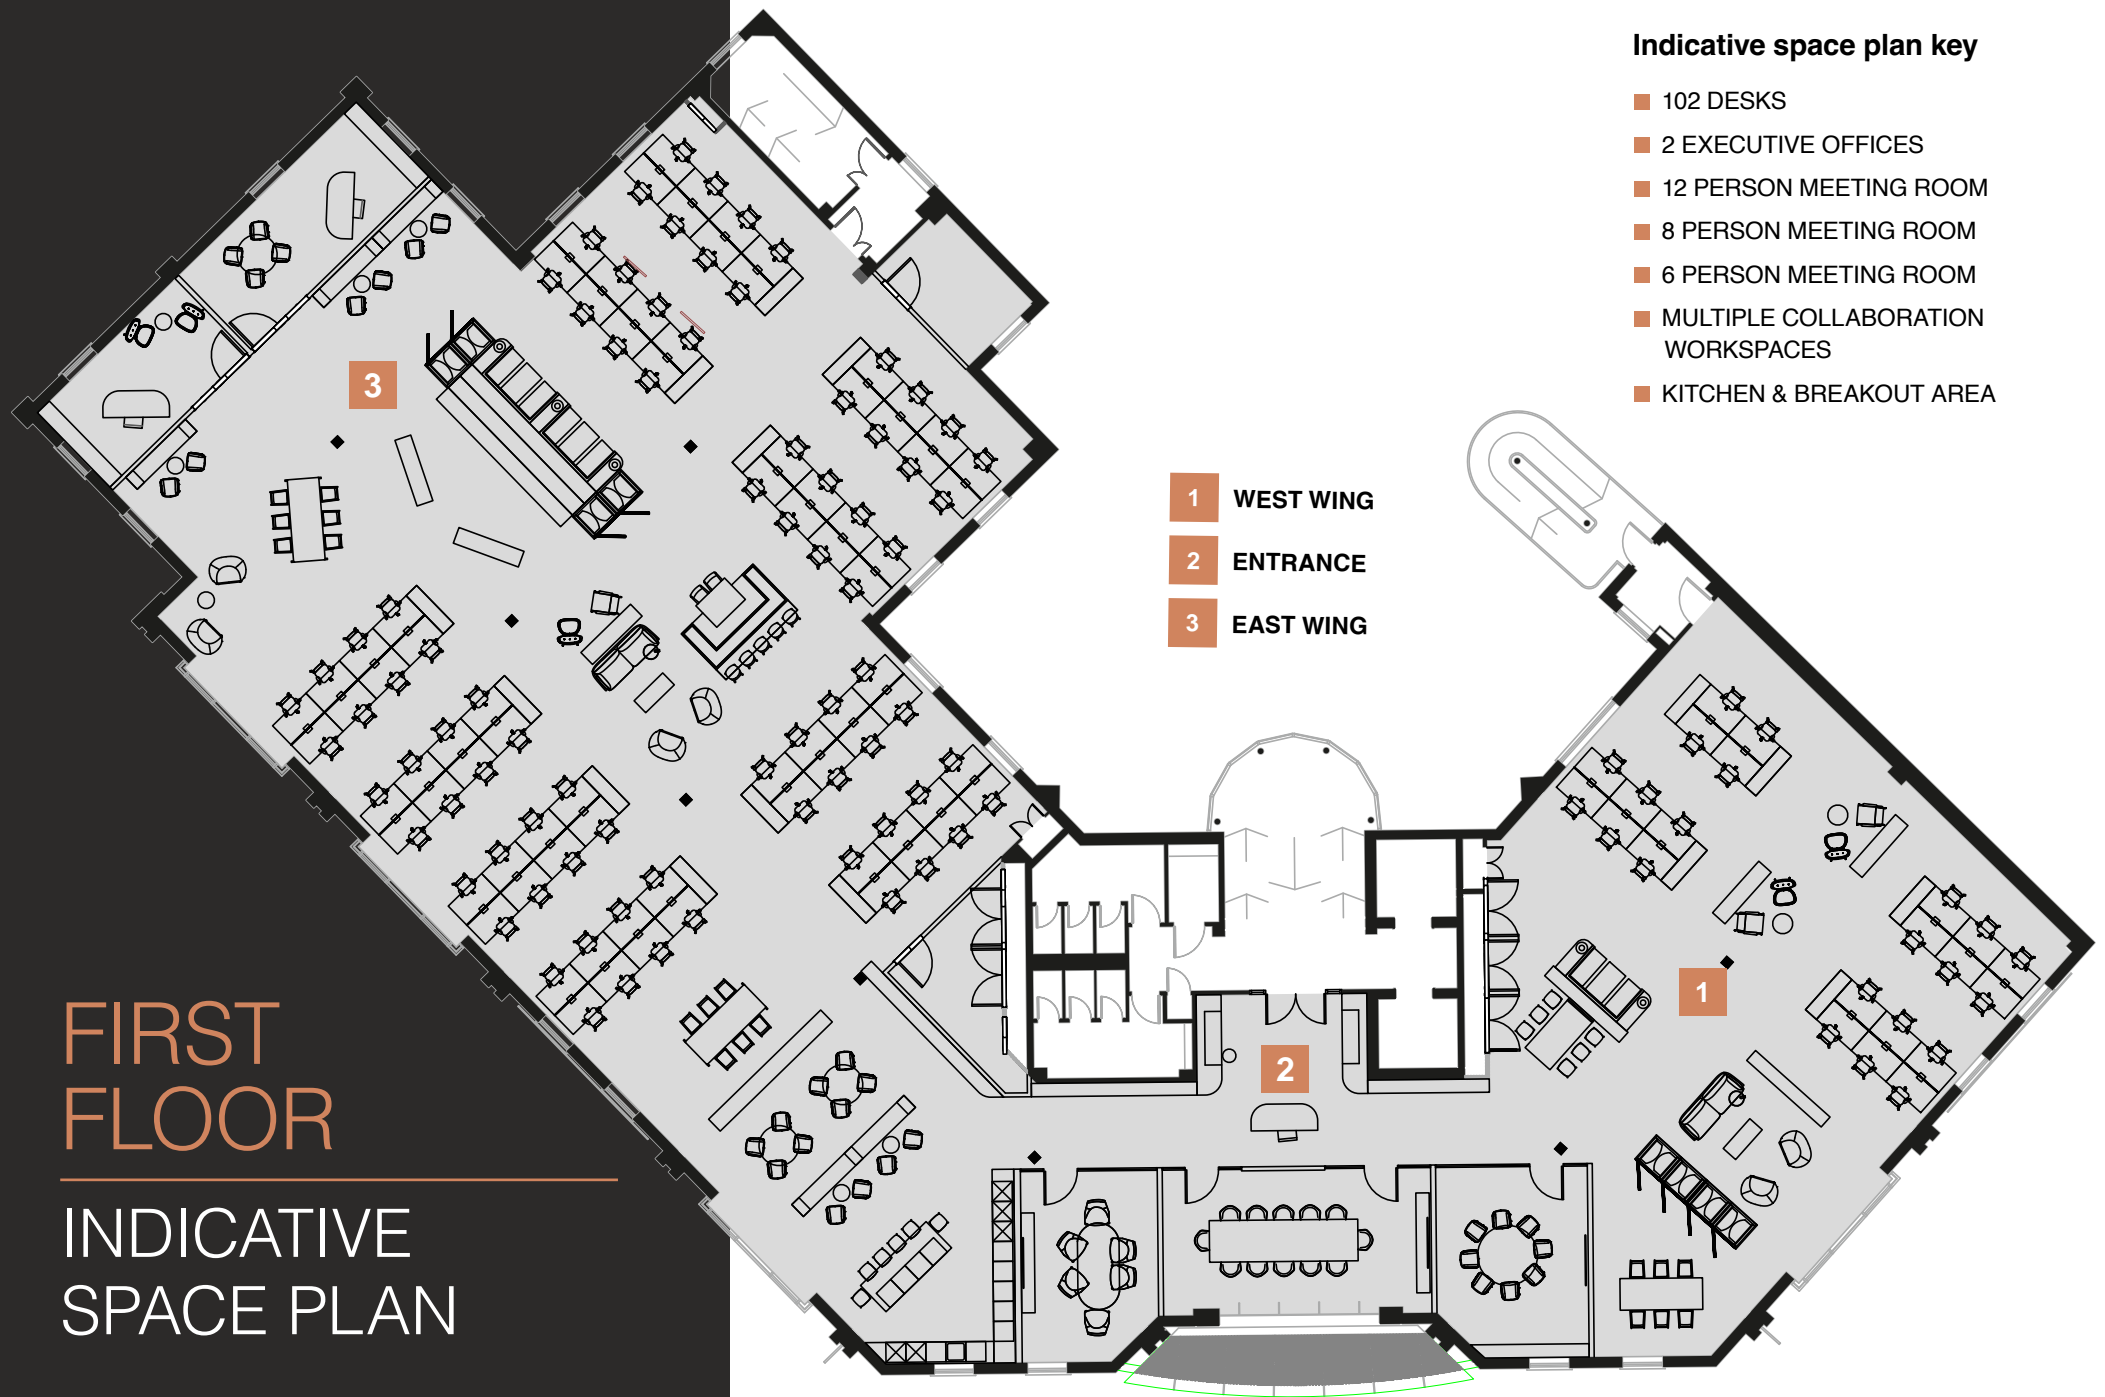 Indicative space plan key
102 DESKS
2 EXECUTIVE OFFICES
12 PERSON MEETING ROOM
8 PERSON MEETING ROOM
6 PERSON MEETING ROOM
MULTIPLE COLLABORATION
WORKSPACES
KITCHEN & BREAKOUT AREA
1 WEST WING
2 ENTRANCE
3 EAST WING
3
1
2
FIRST
FLOOR
INDICATIVE
SPACE PLAN